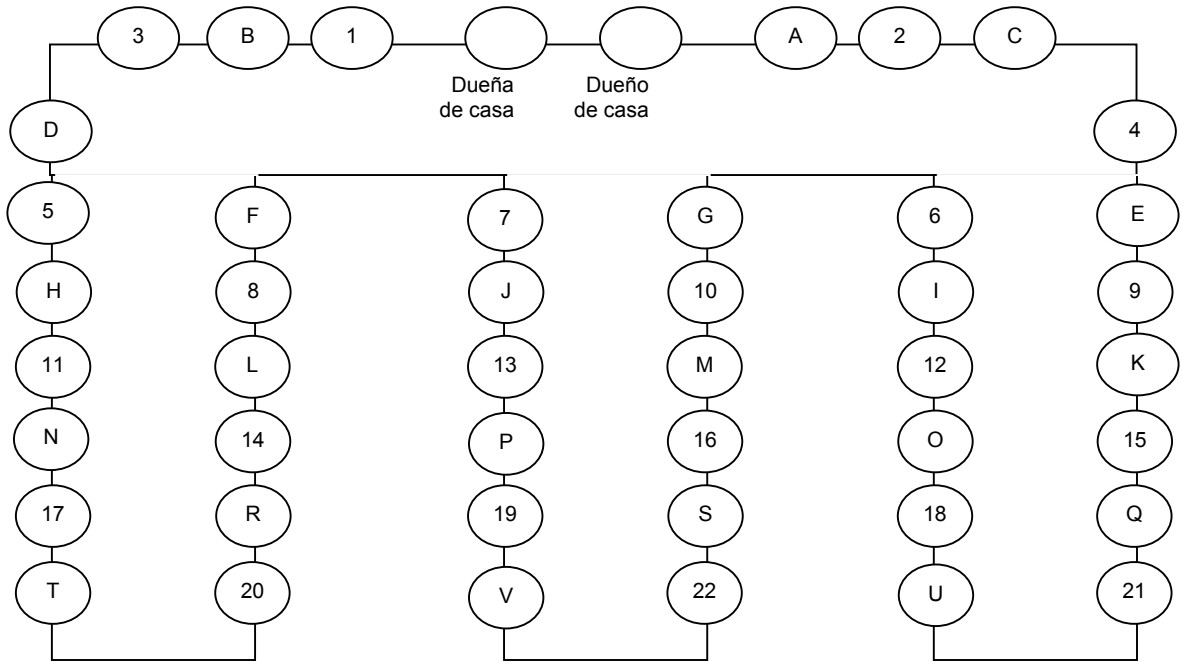 3 B 1 A 2 C
Dueña
de casa
Dueño
de casa
D 4
5 F 7 G 6 E
H 8 J 10 I 9
11 L 13 M 12 K
N 14 P 16 O 15
17 R 19 S 18 Q
T 20 V 22 U 21